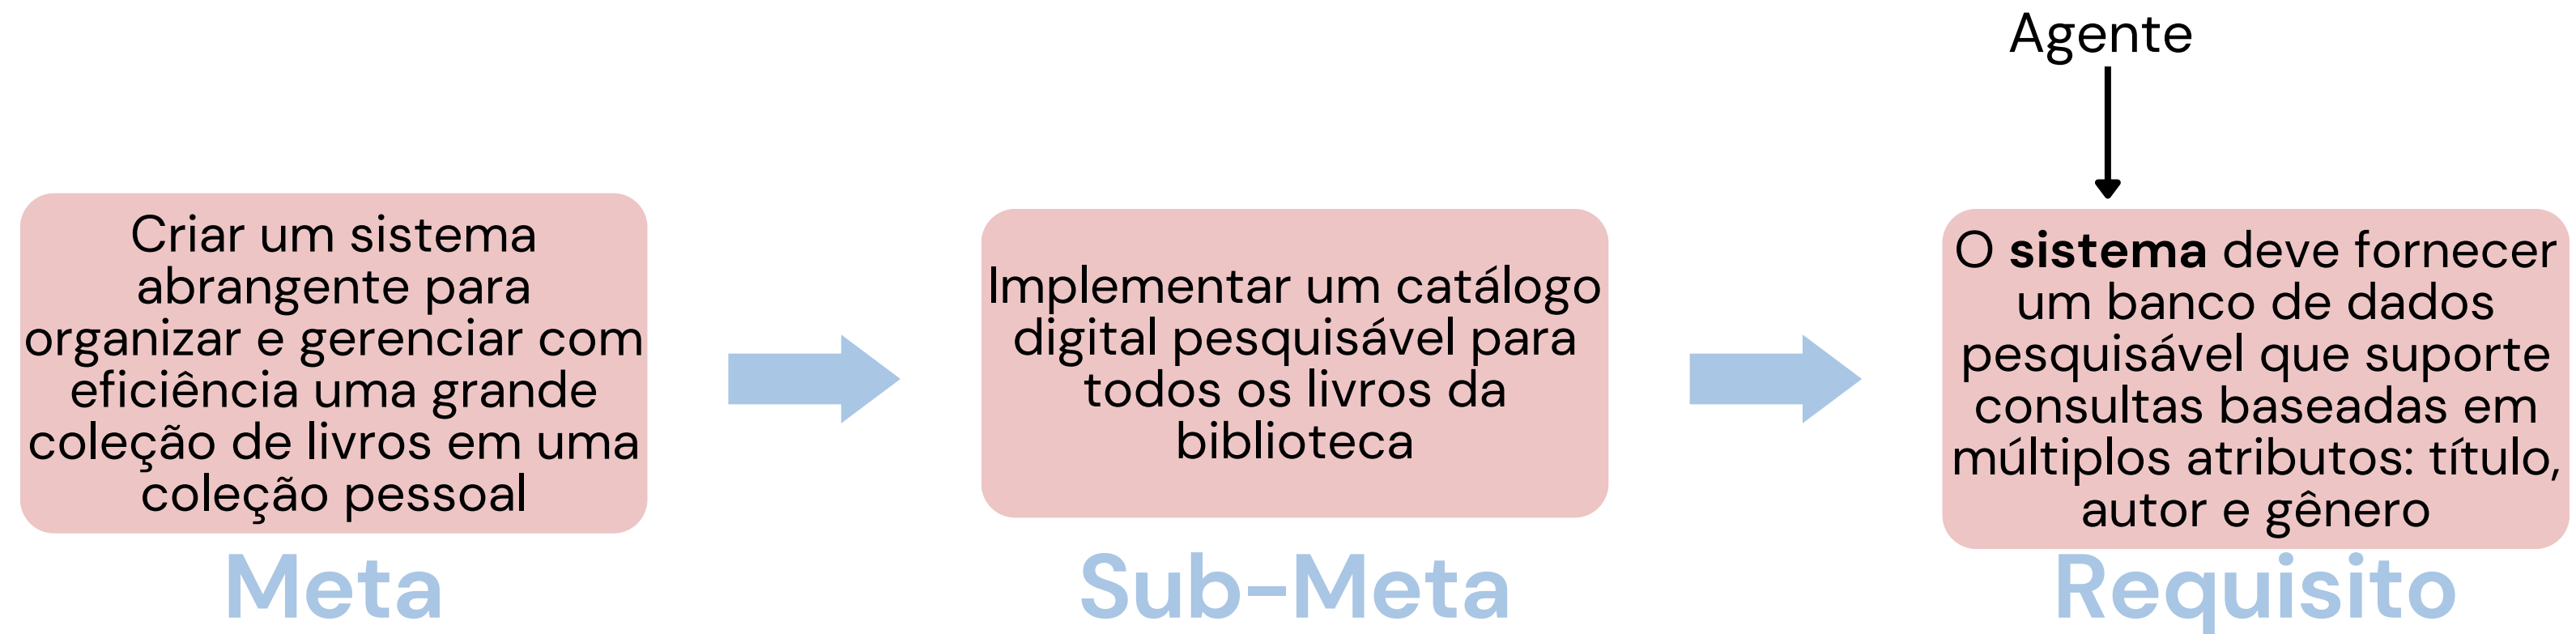 Agente
Criar um sistema
abrangente para
organizar e gerenciar com
eficiência uma grande
coleção de livros em uma
coleção pessoal
Meta
Implementar um catálogo
digital pesquisável para
todos os livros da
biblioteca
Sub-Meta
O sistema deve fornecer
um banco de dados
pesquisável que suporte
consultas baseadas em
múltiplos atributos: título,
autor e gênero
Requisito